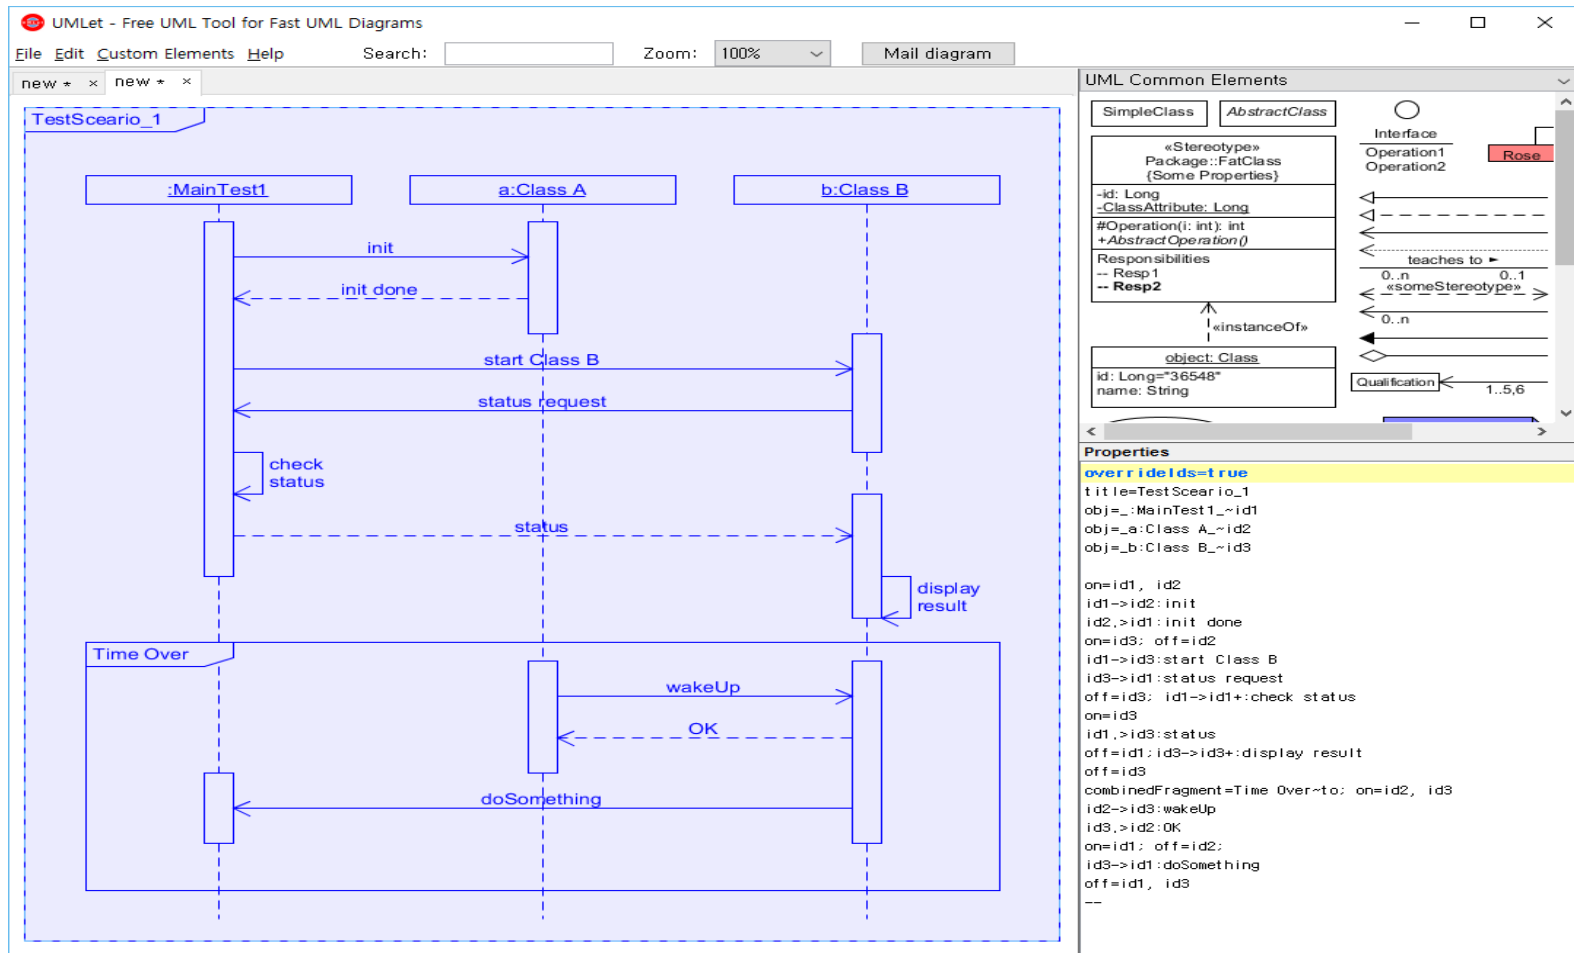 UMLet - Free UML Tool for Fast UML Diagrams
File Edit Custom Elements Help Search: Zoom: 100% Mail diagram
new * × new * ×
TestSceario_1
:MainTest1 a:Class A b:Class B
init
init done
start Class B
status request
check
status
status
display
result
Time Over
wakeUp
OK
doSomething
UML Common Elements
SimpleClass AbstractClass
Interface
Operation1
Operation2
Rose
«Stereotype»
Package::FatClass
{Some Properties}
-id: Long
-ClassAttribute: Long
#Operation(i: int): int
+AbstractOperation()
Responsibilities
-- Resp1
-- Resp2
teaches to ►
0..n 0..1
«someStereotype»
0..n
«instanceOf»
object: Class
id: Long="36548"
name: String
Qualification
1..5,6
Properties
overrideIds=true
title=TestSceario_1
obj=_:MainTest1_~id1
obj=_a:Class A_~id2
obj=_b:Class B_~id3
on=id1, id2
id1->id2:init
id2.>id1:init done
on=id3; off=id2
id1->id3:start Class B
id3->id1:status request
off=id3; id1->id1+:check status
on=id3
id1.>id3:status
off=id1;id3->id3+:display result
off=id3
combinedFragment=Time Over~to; on=id2, id3
id2->id3:wakeUp
id3.>id2:OK
on=id1; off=id2;
id3->id1:doSomething
off=id1, id3
--